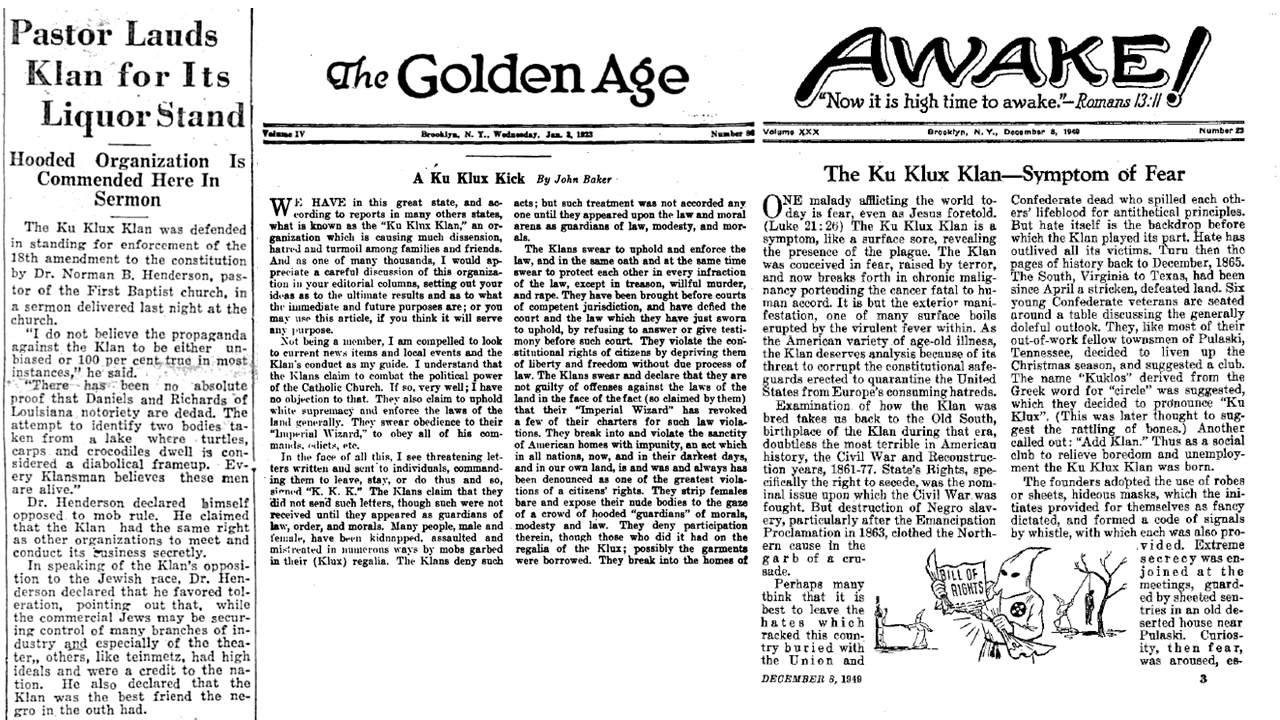 Pastor Lauds
Klan for Its
Liquor Stand
Hooded Organization Is
Commended Here In
Sermon
The Ku Klux Klan was defended
in standing for enforcement of the
18th amendment to the constitution
by Dr. Norman B. Henderson, pas-
tor of the First Baptist church, in
a sermon delivered last night at the
church.
"I do not believe the propaganda
against the Klan to be either un-
biased or 100 per cent true in most
instances," he said.
"There has been no absolute
proof that Daniels and Richards of
Louisiana notoriety are dedad. The
attempt to identify two bodies ta-
ken from a lake where turtles,
carps and crocodiles dwell is con-
sidered a diabolical frameup. Ev-
ery Klansman believes these men
are alive."
Dr. Henderson declared himself
opposed to mob rule. He claimed
that the Klan had the same right
as other organizations to meet and
conduct its business secretly.
In speaking of the Klan's opposi-
tion to the Jewish race, Dr. Hen-
derson declared that he favored tol-
eration, pointing out that, while
the commercial Jews may be secur-
ing control of many branches of in-
dustry and especially of the thea-
ter,, others, like teinmetz, had high
ideals and were a credit to the na-
tion. He also declared that the
Klan was the best friend the ne-
gro in the outh had.
The Golden Age
Volume IV Brooklyn, N. Y., Wednesday, Jan. 3, 1923 Number
A Ku Klux Kick By John Baker
WE HAVE in this great state, and ac-
cording to reports in many others states,
what is known as the "Ku Klux Klan," an or-
ganization which is causing much dissension,
hatred and turmoil among families and friends.
And as one of many thousands, I would ap-
preciate a careful discussion of this organiza-
tion in your editorial columns, setting out your
ideas as to the ultimate results and as to what
the immediate and future purposes are; or you
may use this article, if you think it will serve
any purpose.
Not being a member, I am compelled to look
to current news items and local events and the
Klan's conduct as my guide. I understand that
the Klans claim to combat the political power
of the Catholic Church. If so, very well; I have
no objection to that. They also claim to uphold
white supremacy and enforce the laws of the
land generally. They swear obedience to their
"Imperial Wizard," to obey all of his com-
mands, edicts, etc.
In the face of all this, I see threatening let-
ters written and sent to individuals, command-
ing them to leave, stay, or do thus and so,
signed "K. K. K." The Klans claim that they
did not send such letters, though such were not
received until they appeared as guardians of
law, order, and morals. Many people, male and
female, have been kidnapped, assaulted and
mistreated in numerous ways by mobs garbed
in their (Klux) regalia. The Klans deny such
acts; but such treatment was not accorded any
one until they appeared upon the law and moral
arena as guardians of law, modesty, and mor-
als.
The Klans swear to uphold and enforce the
law, and in the same oath and at the same time
swear to protect each other in every infraction
of the law, except in treason, willful murder,
and rape. They have been brought before courts
of competent jurisdiction, and have defied the
court and the law which they have just sworn
to uphold, by refusing to answer or give testi-
mony before such court. They violate the con-
stitutional rights of citizens by depriving them
of liberty and freedom without due process of
law. The Klans swear and declare that they are
not guilty of offenses against the laws of the
land in the face of the fact (so claimed by them)
that their "Imperial Wizard" has revoked
a few of their charters for such law viola-
tions. They break into and violate the sanctity
of American homes with impunity, an act which
in all nations, now, and in their darkest days,
and in our own land, is and was and always has
been denounced as one of the greatest viola-
tions of a citizens' rights. They strip females
bare and expose their nude bodies to the gaze
of a crowd of hooded "guardians" of morals,
modesty and law. They deny participation
therein, though those who did it had on the
regalia of the Klux; possibly the garments
were borrowed. They break into the homes of
AWAKE!
"Now it is high time to awake."—Romans 13:11
Volume XXX Brooklyn, N. Y., December 8, 1949 Number 23
The Ku Klux Klan—Symptom of Fear
ONE malady afflicting the world to-
day is fear, even as Jesus foretold.
(Luke 21:26) The Ku Klux Klan is a
symptom, like a surface sore, revealing
the presence of the plague. The Klan
was conceived in fear, raised by terror,
and now breaks forth in chronic malig-
nancy portending the cancer fatal to hu-
man accord. It is but the exterior mani-
festation, one of many surface boils
erupted by the virulent fever within. As
the American variety of age-old illness,
the Klan deserves analysis because of its
threat to corrupt the constitutional safe-
guards erected to quarantine the United
States from Europe's consuming hatreds.
Examination of how the Klan was
bred takes us back to the Old South,
birthplace of the Klan during that era,
doubtless the most terrible in American
history, the Civil War and Reconstruc-
tion years, 1861-77. State's Rights, spe-
cifically the right to secede, was the nom-
inal issue upon which the Civil War was
fought. But destruction of Negro slav-
ery, particularly after the Emancipation
Proclamation in 1863, clothed the North-
ern cause in the
garb of a cru-
sade.
Perhaps many
think that it is
best to leave the
hates which
racked this coun-
try buried with
the Union and
Confederate dead who spilled each oth-
ers' lifeblood for antithetical principles.
But hate itself is the backdrop before
which the Klan played its part. Hate has
outlived all its victims. Turn then the
pages of history back to December, 1865.
The South, Virginia to Texas, had been
since April a stricken, defeated land. Six
young Confederate veterans are seated
around a table discussing the generally
doleful outlook. They, like most of their
out-of-work fellow townsmen of Pulaski,
Tennessee, decided to liven up the
Christmas season, and suggested a club.
The name "Kuklos" derived from the
Greek word for "circle" was suggested,
which they decided to pronounce "Ku
Klux". (This was later thought to sug-
gest the rattling of bones.) Another
called out: "Add Klan." Thus as a social
club to relieve boredom and unemploy-
ment the Ku Klux Klan was born.
The founders adopted the use of robes
or sheets, hideous masks, which the ini-
tiates provided for themselves as fancy
dictated, and formed a code of signals
by whistle, with which each was also pro-
vided. Extreme
secrecy was en-
joined at the
meetings, guard-
ed by sheeted sen-
tries in an old de-
serted house near
Pulaski. Curios-
ity, then fear,
was aroused, es-
BILL OF
RIGHTS
DECEMBER 8, 1949 3